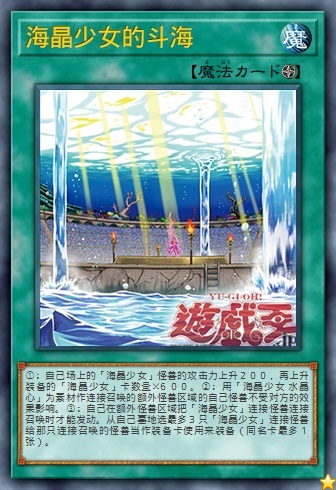 海晶少女的斗海
魔
【魔法カード】
YU-GI-OH!
遊戯王
①：自己场上的「海晶少女」怪兽的攻击力上升２００，再上升
装备的「海晶少女」卡数量×６００。②：用「海晶少女 水晶
心」为素材作连接召唤的额外怪兽区域的自己怪兽不受对方的效
果影响。③：自己在额外怪兽区域把「海晶少女」连接怪兽连接
召唤时才能发动。从自己墓地选最多３只「海晶少女」连接怪兽
给那只连接召唤的怪兽当作装备卡使用来装备（同名卡最多１
张）。